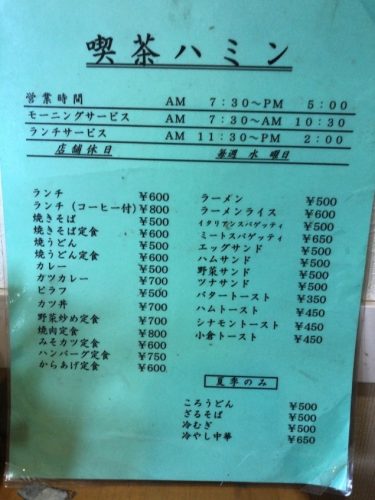 喫茶ハミン
営業時間 AM 7:30～PM 5:00
モーニングサービス AM 7:30～AM 10:30
ランチサービス AM 11:30～PM 2:00
店舗休日 毎週 水 曜日
ランチ ¥600
ランチ（コーヒー付） ¥800
焼きそば ¥500
焼きそば定食 ¥600
焼うどん ¥500
焼うどん定食 ¥600
カレー ¥500
カツカレー ¥700
ピラフ ¥500
カツ丼 ¥700
野菜炒め定食 ¥700
焼肉定食 ¥800
みそカツ定食 ¥600
ハンバーグ定食 ¥750
からあげ定食 ¥600
ラーメン ¥500
ラーメンライス ¥600
イタリアンスパゲッティ ¥500
ミートスパゲッティ ¥650
エッグサンド ¥500
ハムサンド ¥500
野菜サンド ¥500
ツナサンド ¥500
バタートースト ¥350
ハムトースト ¥450
シナモントースト ¥450
小倉トースト ¥450
夏季のみ
ころうどん ¥500
ざるそば ¥500
冷むぎ ¥500
冷やし中華 ¥650